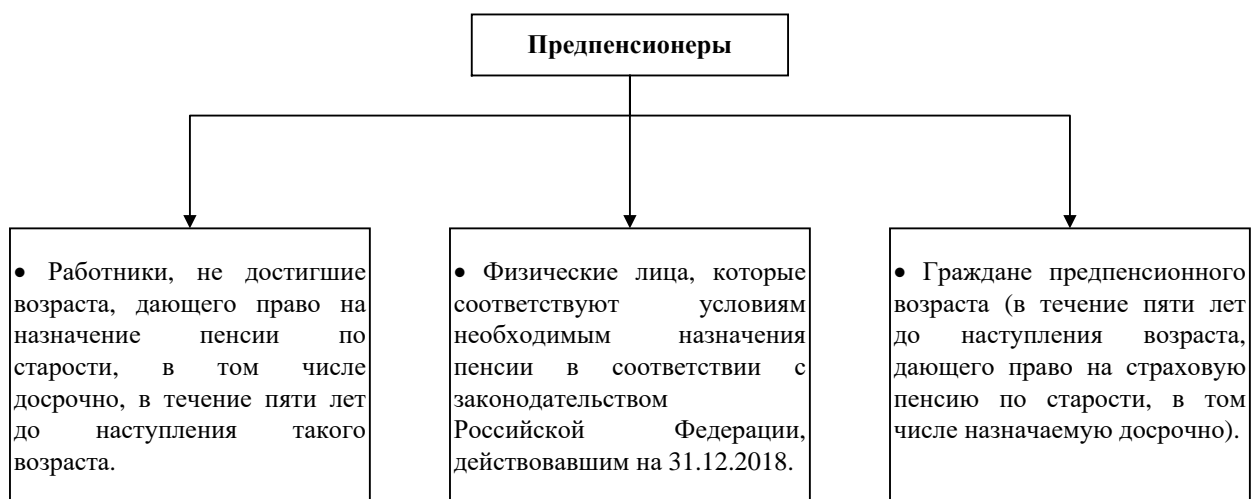 Предпенсионеры
• Работники, не достигшие
возраста, дающего право на
назначение пенсии по
старости, в том числе
досрочно, в течение пяти лет
до наступления такого
возраста.
• Физические лица, которые
соответствуют условиям
необходимым назначения
пенсии в соответствии с
законодательством
Российской Федерации,
действовавшим на 31.12.2018.
• Граждане предпенсионного
возраста (в течение пяти лет
до наступления возраста,
дающего право на страховую
пенсию по старости, в том
числе назначаемую досрочно).